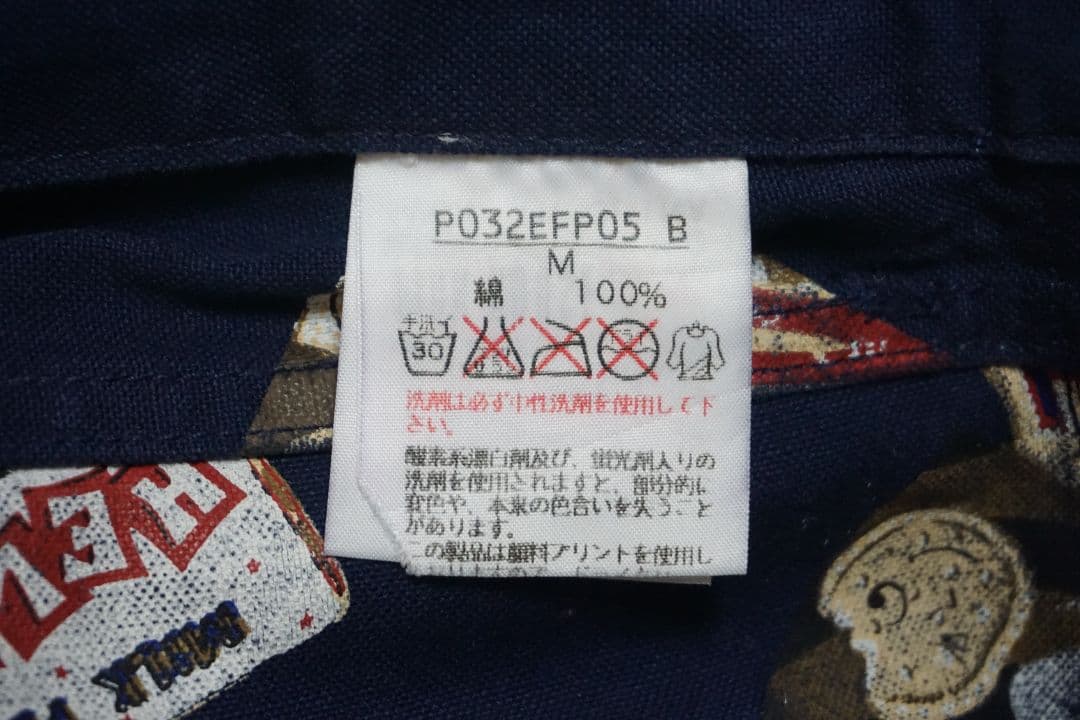 P032EFP05 B
M
綿 100%
手洗イ
30
洗剤は必ず中性洗剤を使用して下
さい。
酸素系漂白剤及び、蛍光剤入りの
洗剤を使用されますと、部分的に
変色や、本来の色合いを失うこと
があります。
この製品は顔料プリントを使用し